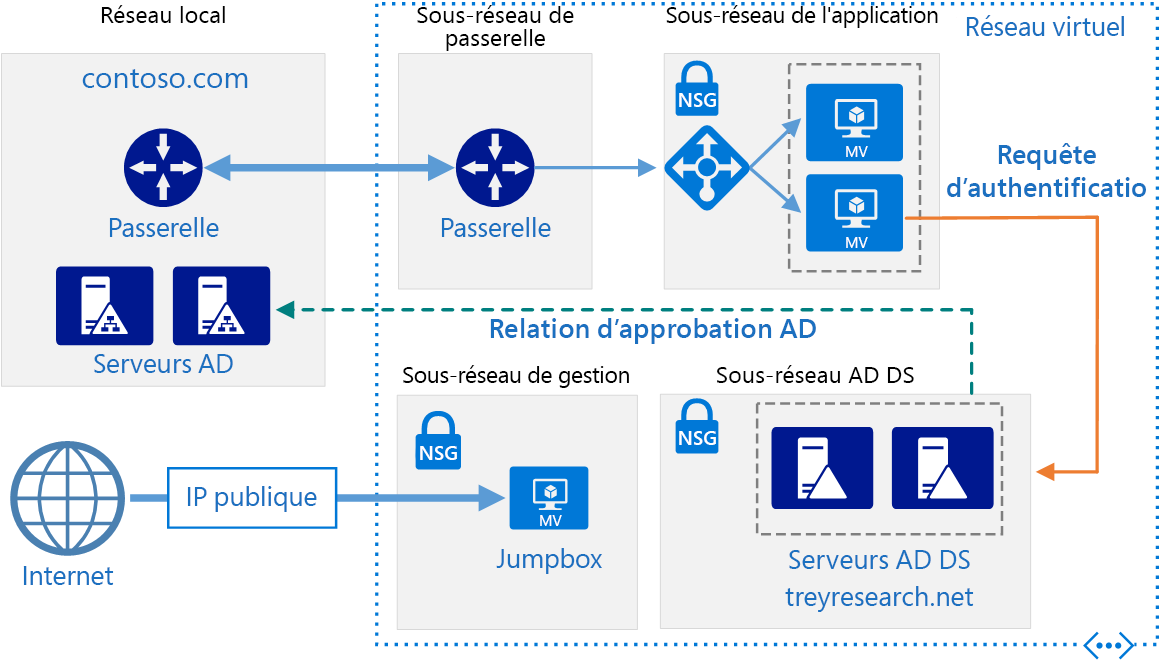 Réseau local
Sous-réseau de
passerelle
Sous-réseau de l'application
Réseau virtuel
contoso.com
NSG
MV
MV
Requête
d’authentificatio
Passerelle
Passerelle
Serveurs AD
Relation d’approbation AD
Sous-réseau de gestion
Sous-réseau AD DS
NSG
NSG
IP publique
MV
Internet
Jumpbox
Serveurs AD DS
treyresearch.net